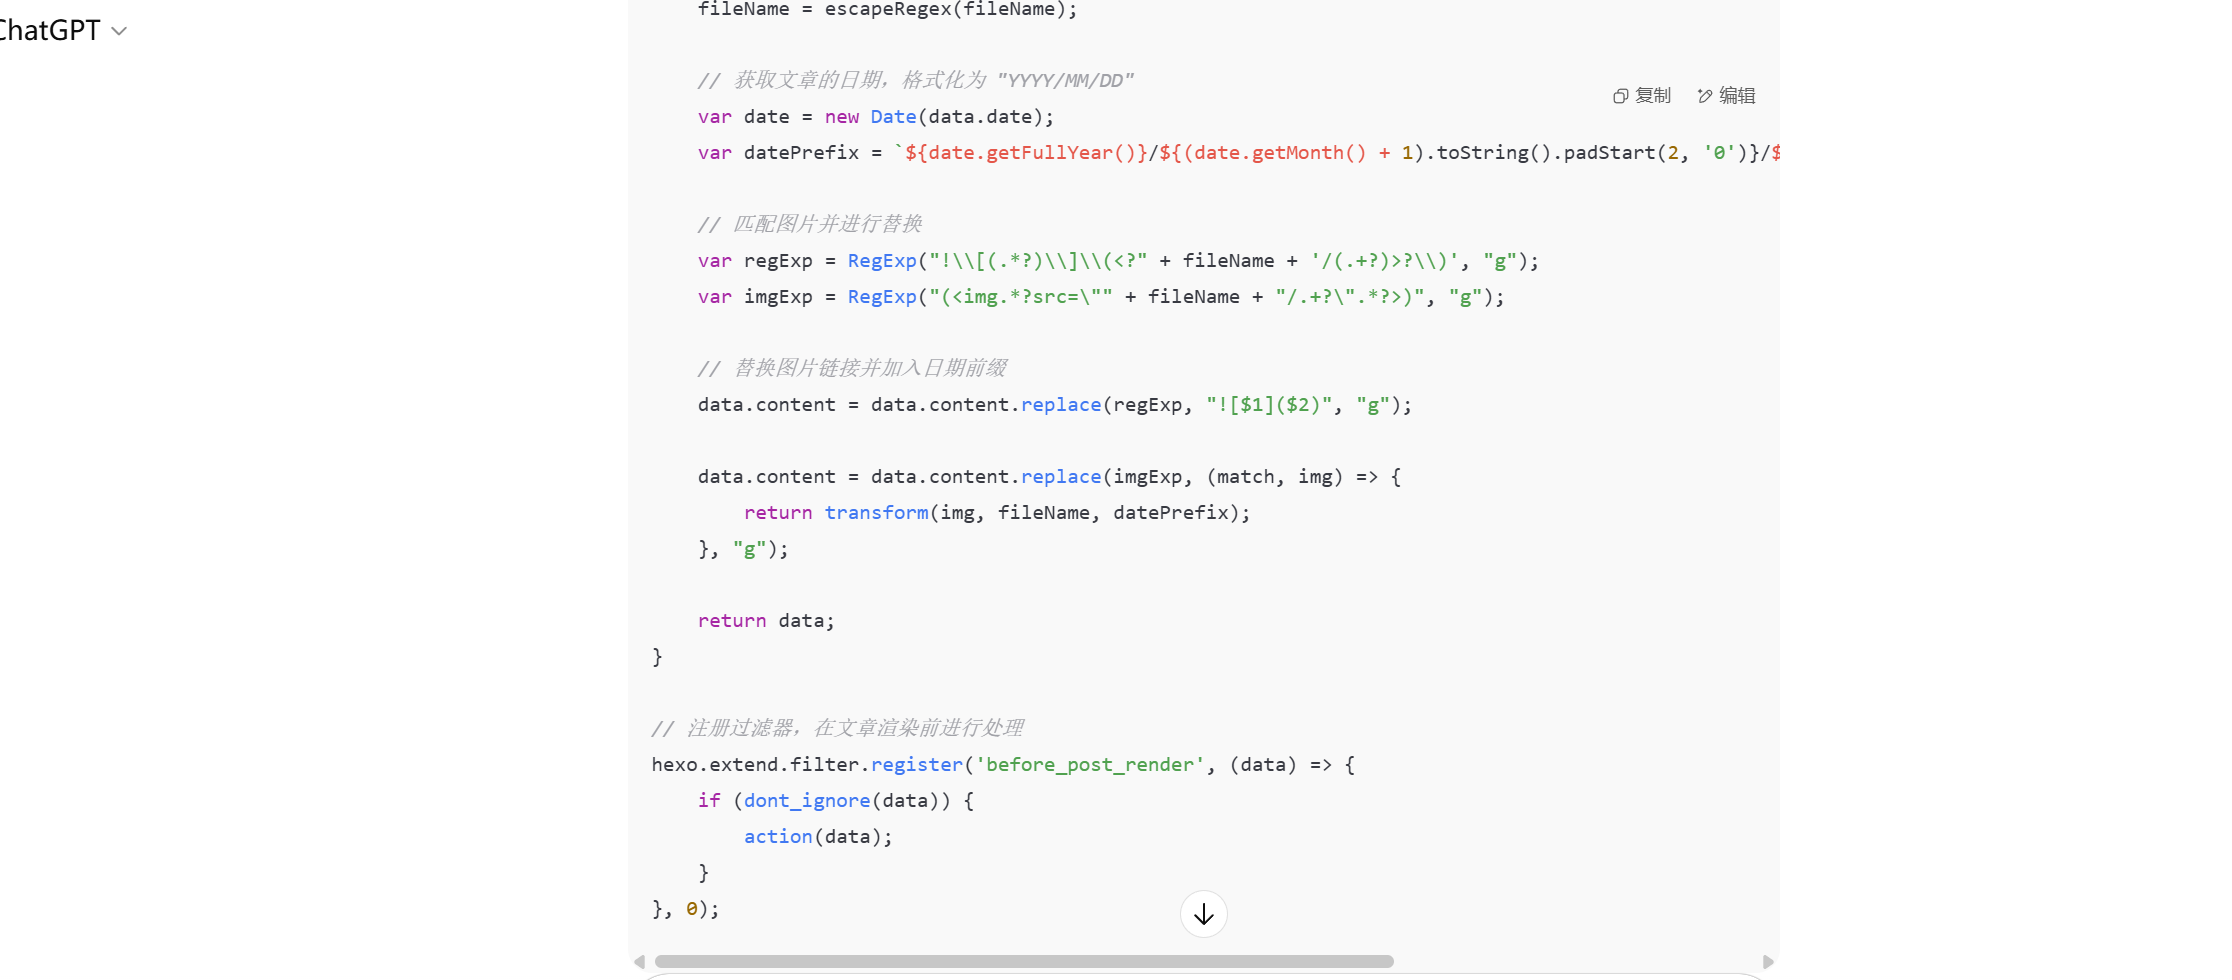 ChatGPT
fileName = escapeRegex(fileName);
// 获取文章的日期，格式化为 "YYYY/MM/DD"
复制 编辑
var date = new Date(data.date);
var datePrefix = `${date.getFullYear()}/${(date.getMonth() + 1).toString().padStart(2, '0')}/$
// 匹配图片并进行替换
var regExp = RegExp("!\\[(.*?)\\]\\(<?" + fileName + '/(.+?)>?\\)', "g");
var imgExp = RegExp("(<img.*?src=\"" + fileName + "/.+?\".*?>)", "g");
// 替换图片链接并加入日期前缀
data.content = data.content.replace(regExp, "![$1]($2)", "g");
data.content = data.content.replace(imgExp, (match, img) => {
return transform(img, fileName, datePrefix);
}, "g");
return data;
}
// 注册过滤器，在文章渲染前进行处理
hexo.extend.filter.register('before_post_render', (data) => {
if (dont_ignore(data)) {
action(data);
}
}, 0);